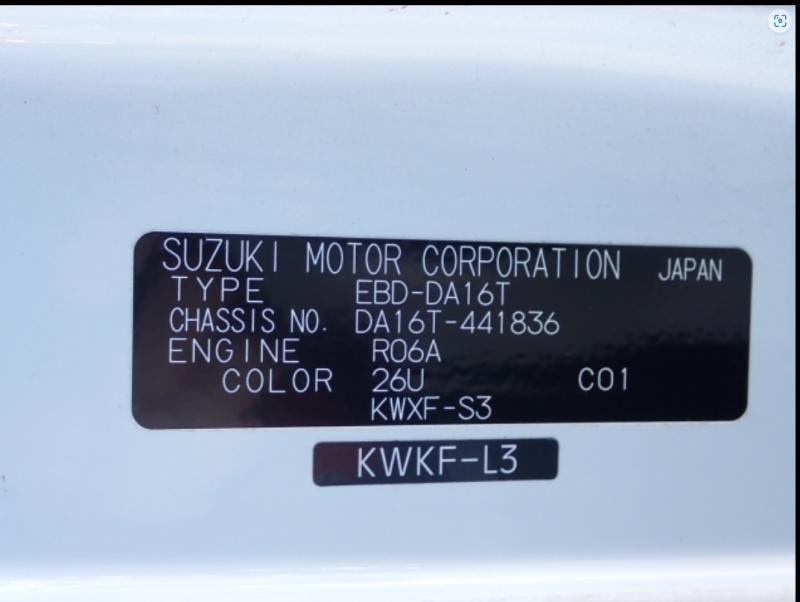 SUZUKI MOTOR CORPORATION JAPAN
TYPE EBD-DA16T
CHASSIS NO. DA16T-441836
ENGINE R06A
COLOR 26U C01
KWXF-S3
KWKF-L3